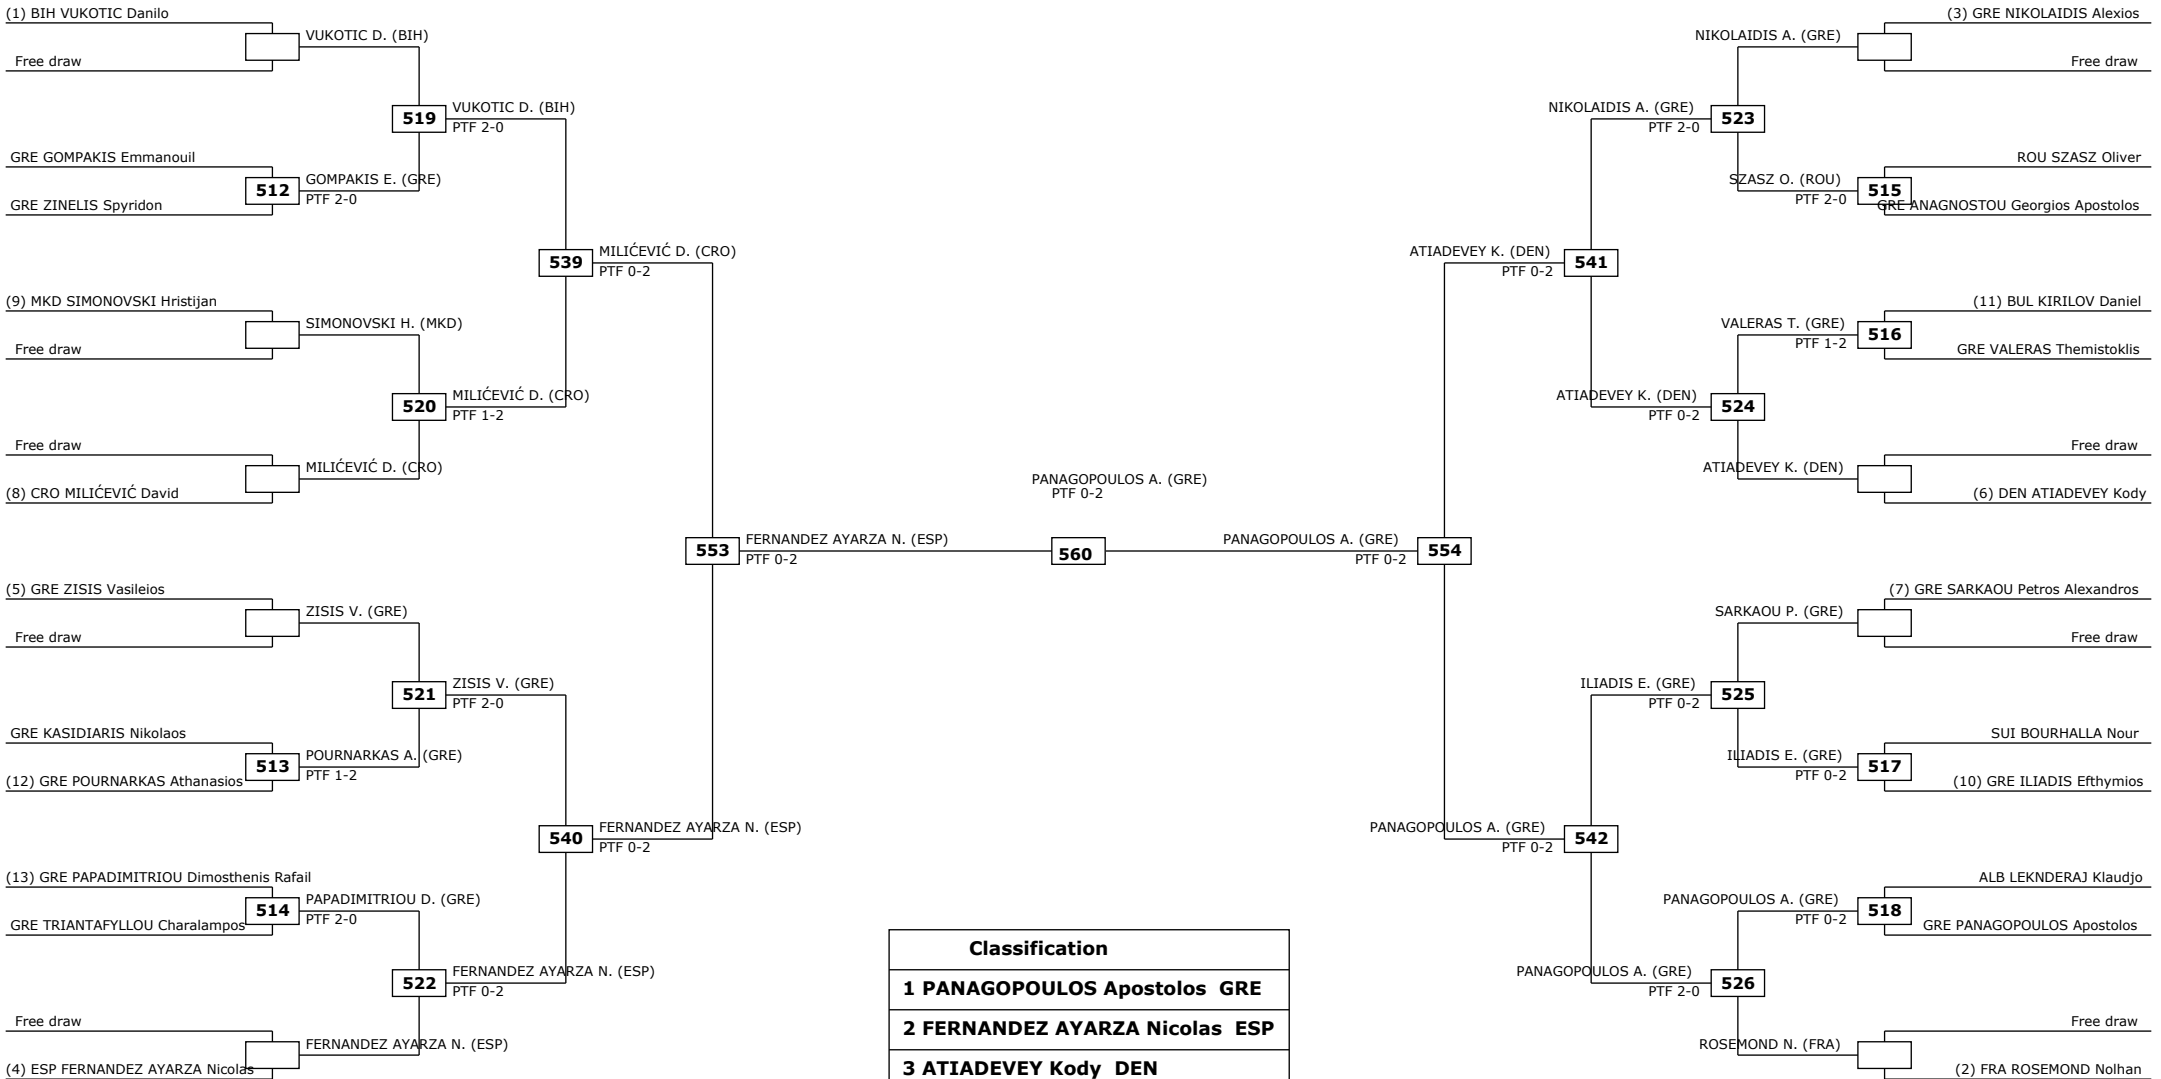 (1) BIH VUKOTIC Danilo
VUKOTIC D. (BIH)
Free draw
519
VUKOTIC D. (BIH)
PTF 2-0
GRE GOMPAKIS Emmanouil
512
GOMPAKIS E. (GRE)
PTF 2-0
GRE ZINELIS Spyridon
539
MILIĆEVIĆ D. (CRO)
PTF 0-2
(9) MKD SIMONOVSKI Hristijan
SIMONOVSKI H. (MKD)
Free draw
520
MILIĆEVIĆ D. (CRO)
PTF 1-2
Free draw
MILIĆEVIĆ D. (CRO)
(8) CRO MILIĆEVIĆ David
553
FERNANDEZ AYARZA N. (ESP)
PTF 0-2
(5) GRE ZISIS Vasileios
ZISIS V. (GRE)
Free draw
521
ZISIS V. (GRE)
PTF 2-0
GRE KASIDIARIS Nikolaos
513
POURNARKAS A. (GRE)
PTF 1-2
(12) GRE POURNARKAS Athanasios
540
FERNANDEZ AYARZA N. (ESP)
PTF 0-2
(13) GRE PAPADIMITRIOU Dimosthenis Rafail
514
PAPADIMITRIOU D. (GRE)
PTF 2-0
GRE TRIANTAFYLLOU Charalampos
522
FERNANDEZ AYARZA N. (ESP)
PTF 0-2
Free draw
FERNANDEZ AYARZA N. (ESP)
(4) ESP FERNANDEZ AYARZA Nicolas
PANAGOPOULOS A. (GRE)
PTF 0-2
560
(3) GRE NIKOLAIDIS Alexios
NIKOLAIDIS A. (GRE)
Free draw
NIKOLAIDIS A. (GRE)
PTF 2-0
523
ROU SZASZ Oliver
SZASZ O. (ROU)
PTF 2-0
515
GRE ANAGNOSTOU Georgios Apostolos
ATIADEVEY K. (DEN)
PTF 0-2
541
(11) BUL KIRILOV Daniel
VALERAS T. (GRE)
PTF 1-2
516
GRE VALERAS Themistoklis
ATIADEVEY K. (DEN)
PTF 0-2
524
Free draw
ATIADEVEY K. (DEN)
(6) DEN ATIADEVEY Kody
PANAGOPOULOS A. (GRE)
PTF 0-2
554
(7) GRE SARKAOU Petros Alexandros
SARKAOU P. (GRE)
Free draw
ILIADIS E. (GRE)
PTF 0-2
525
SUI BOURHALLA Nour
ILIADIS E. (GRE)
PTF 0-2
517
(10) GRE ILIADIS Efthymios
PANAGOPOULOS A. (GRE)
PTF 0-2
542
ALB LEKNDERAJ Klaudjo
PANAGOPOULOS A. (GRE)
PTF 0-2
518
GRE PANAGOPOULOS Apostolos
PANAGOPOULOS A. (GRE)
PTF 2-0
526
Free draw
ROSEMOND N. (FRA)
(2) FRA ROSEMOND Nolhan
Classification
1 PANAGOPOULOS Apostolos GRE
2 FERNANDEZ AYARZA Nicolas ESP
3 ATIADEVEY Kody DEN